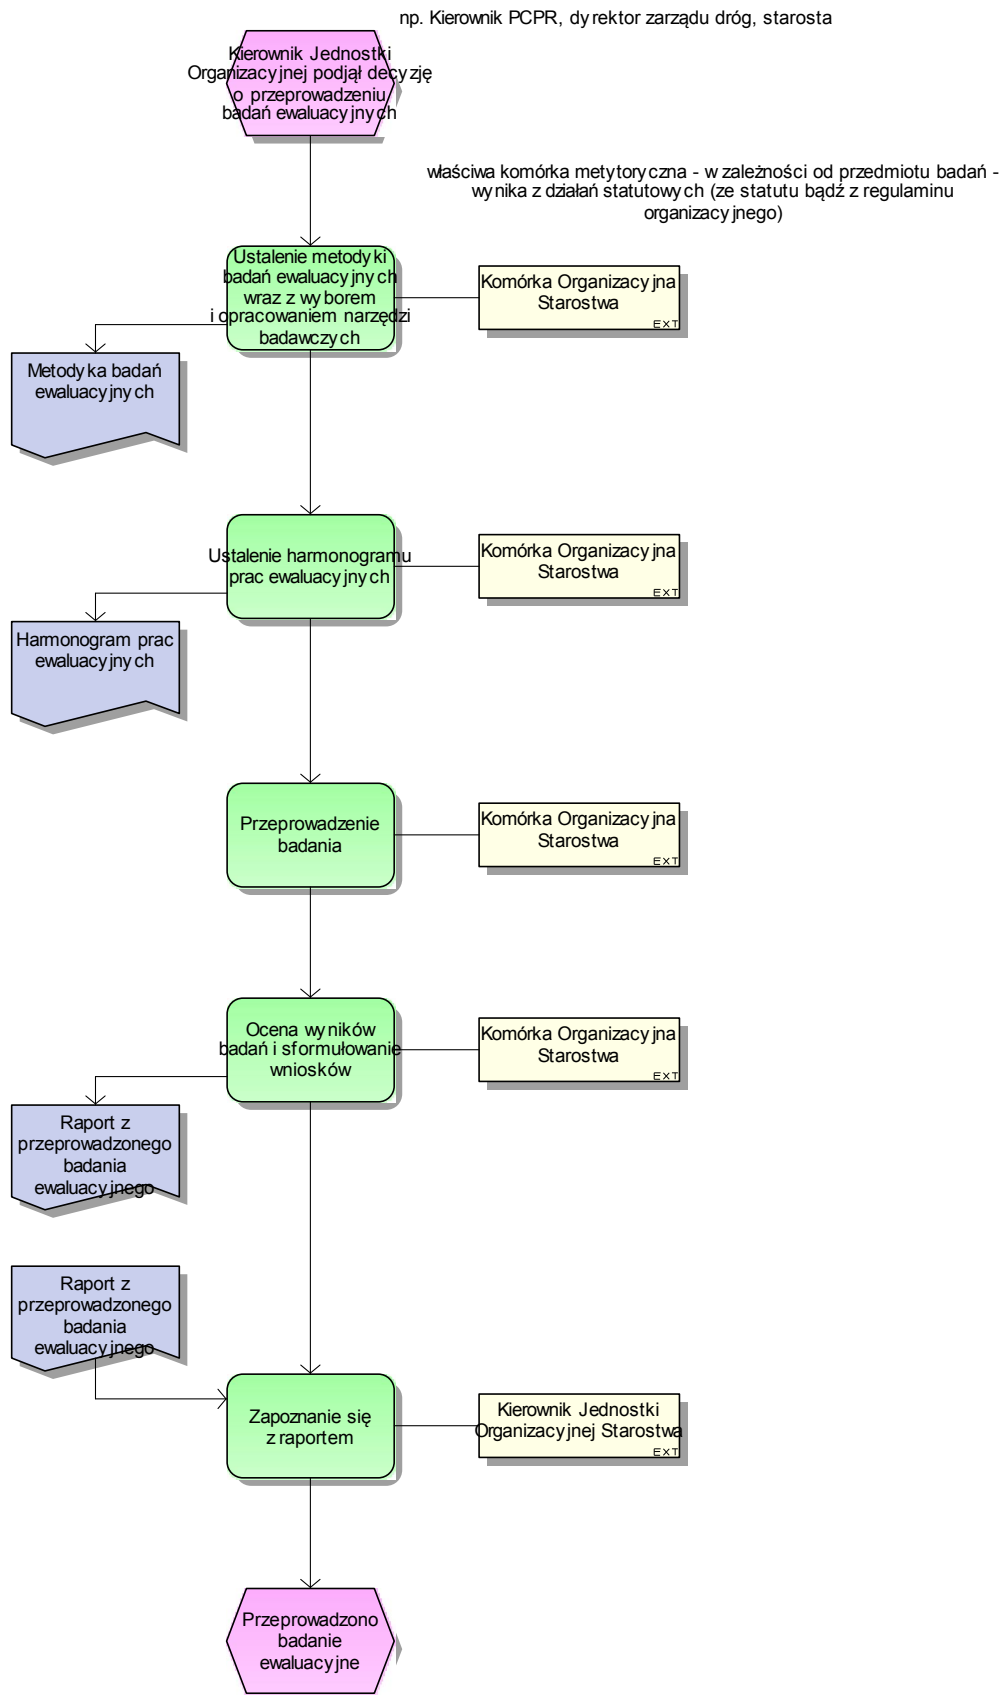 np. Kierownik PCPR, dyrektor zarządu dróg, starosta
Kierownik Jednostki
Organizacyjnej podjął decyzję
o przeprowadzeniu
badań ewaluacyjnych
właściwa komórka metytoryczna - w zależności od przedmiotu badań -
wynika z działań statutowych (ze statutu bądź z regulaminu
organizacyjnego)
Ustalenie metodyki
badań ewaluacyjnych
wraz z wyborem
i opracowaniem narzędzi
badawczych
Komórka Organizacyjna
Starostwa
EXT
Metodyka badań
ewaluacyjnych
Ustalenie harmonogramu
prac ewaluacyjnych
Komórka Organizacyjna
Starostwa
EXT
Harmonogram prac
ewaluacyjnych
Przeprowadzenie
badania
Komórka Organizacyjna
Starostwa
EXT
Ocena wyników
badań i sformułowanie
wniosków
Komórka Organizacyjna
Starostwa
EXT
Raport z
przeprowadzonego
badania
ewaluacyjnego
Raport z
przeprowadzonego
badania
ewaluacyjnego
Zapoznanie się
z raportem
Kierownik Jednostki
Organizacyjnej Starostwa
EXT
Przeprowadzono
badanie
ewaluacyjne